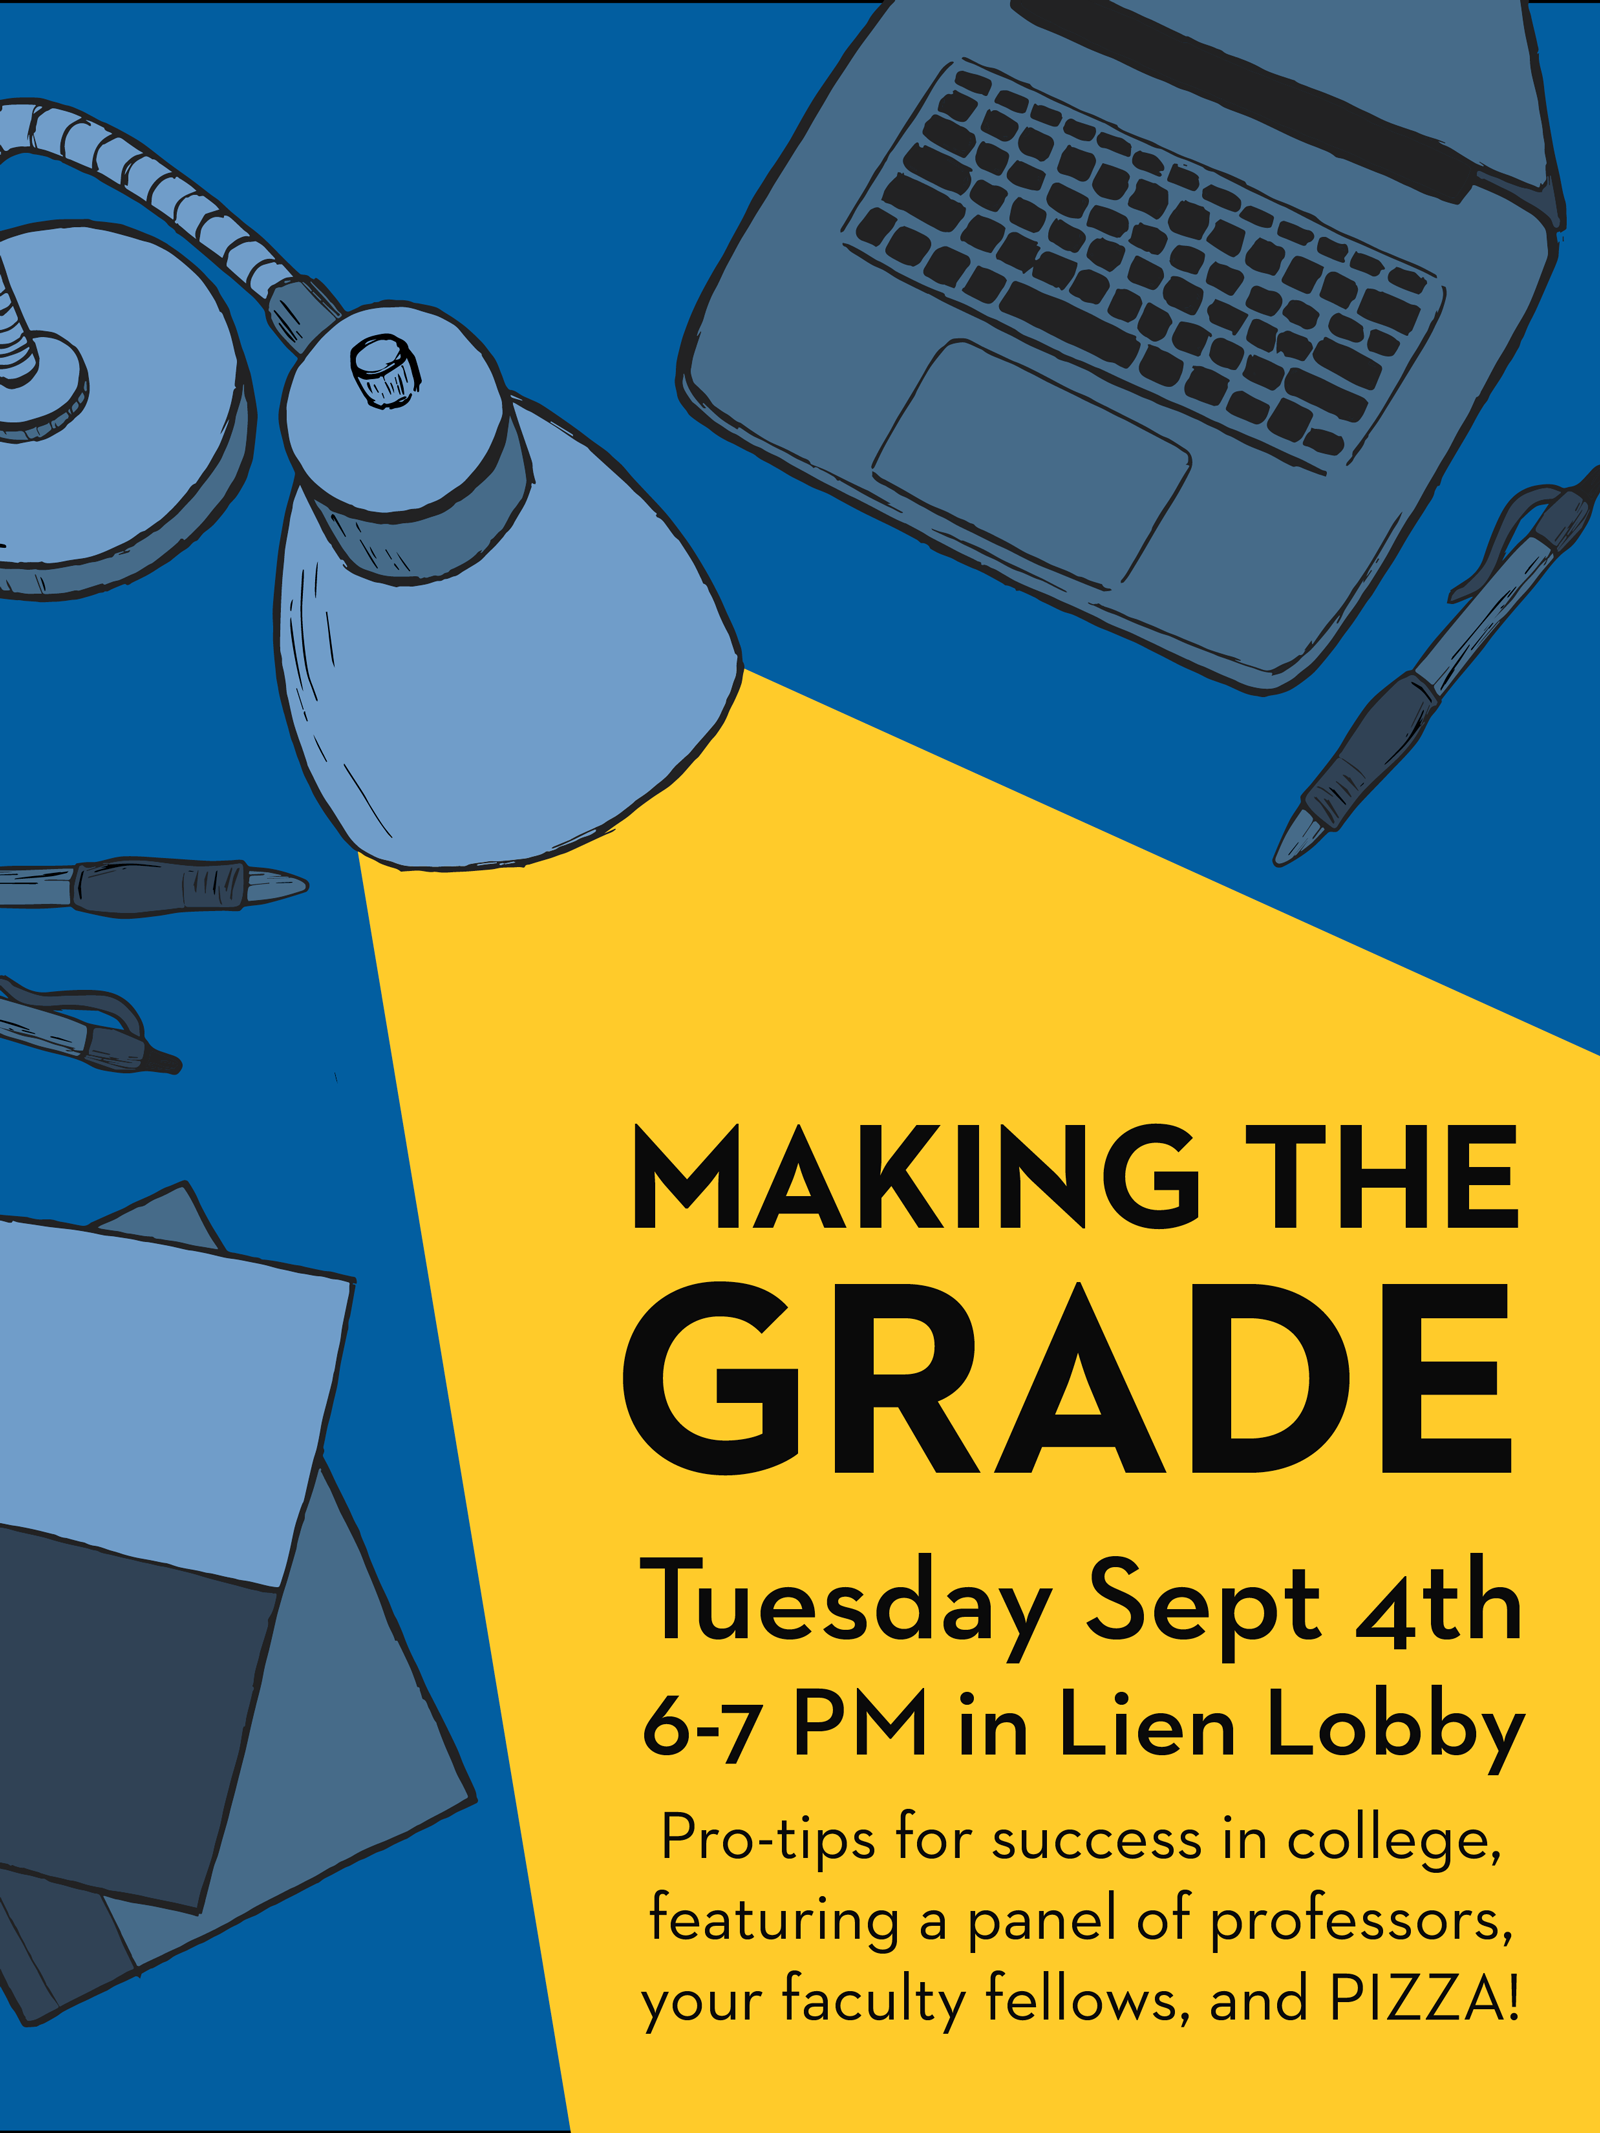 MAKING THE
GRADE
Tuesday Sept 4th
6-7 PM in Lien Lobby
Pro-tips for success in college,
featuring a panel of professors,
your faculty fellows, and PIZZA!